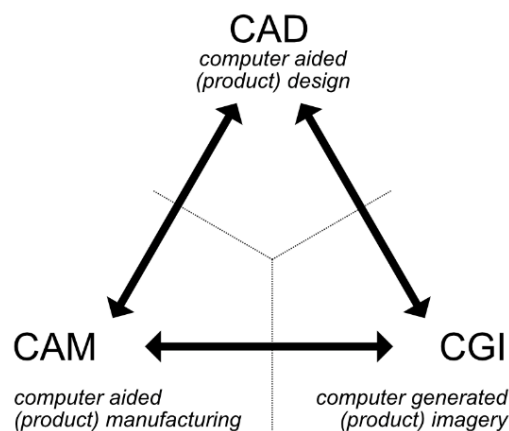 CAD
computer aided
(product) design
CAM
computer aided
(product) manufacturing
CGI
computer generated
(product) imagery